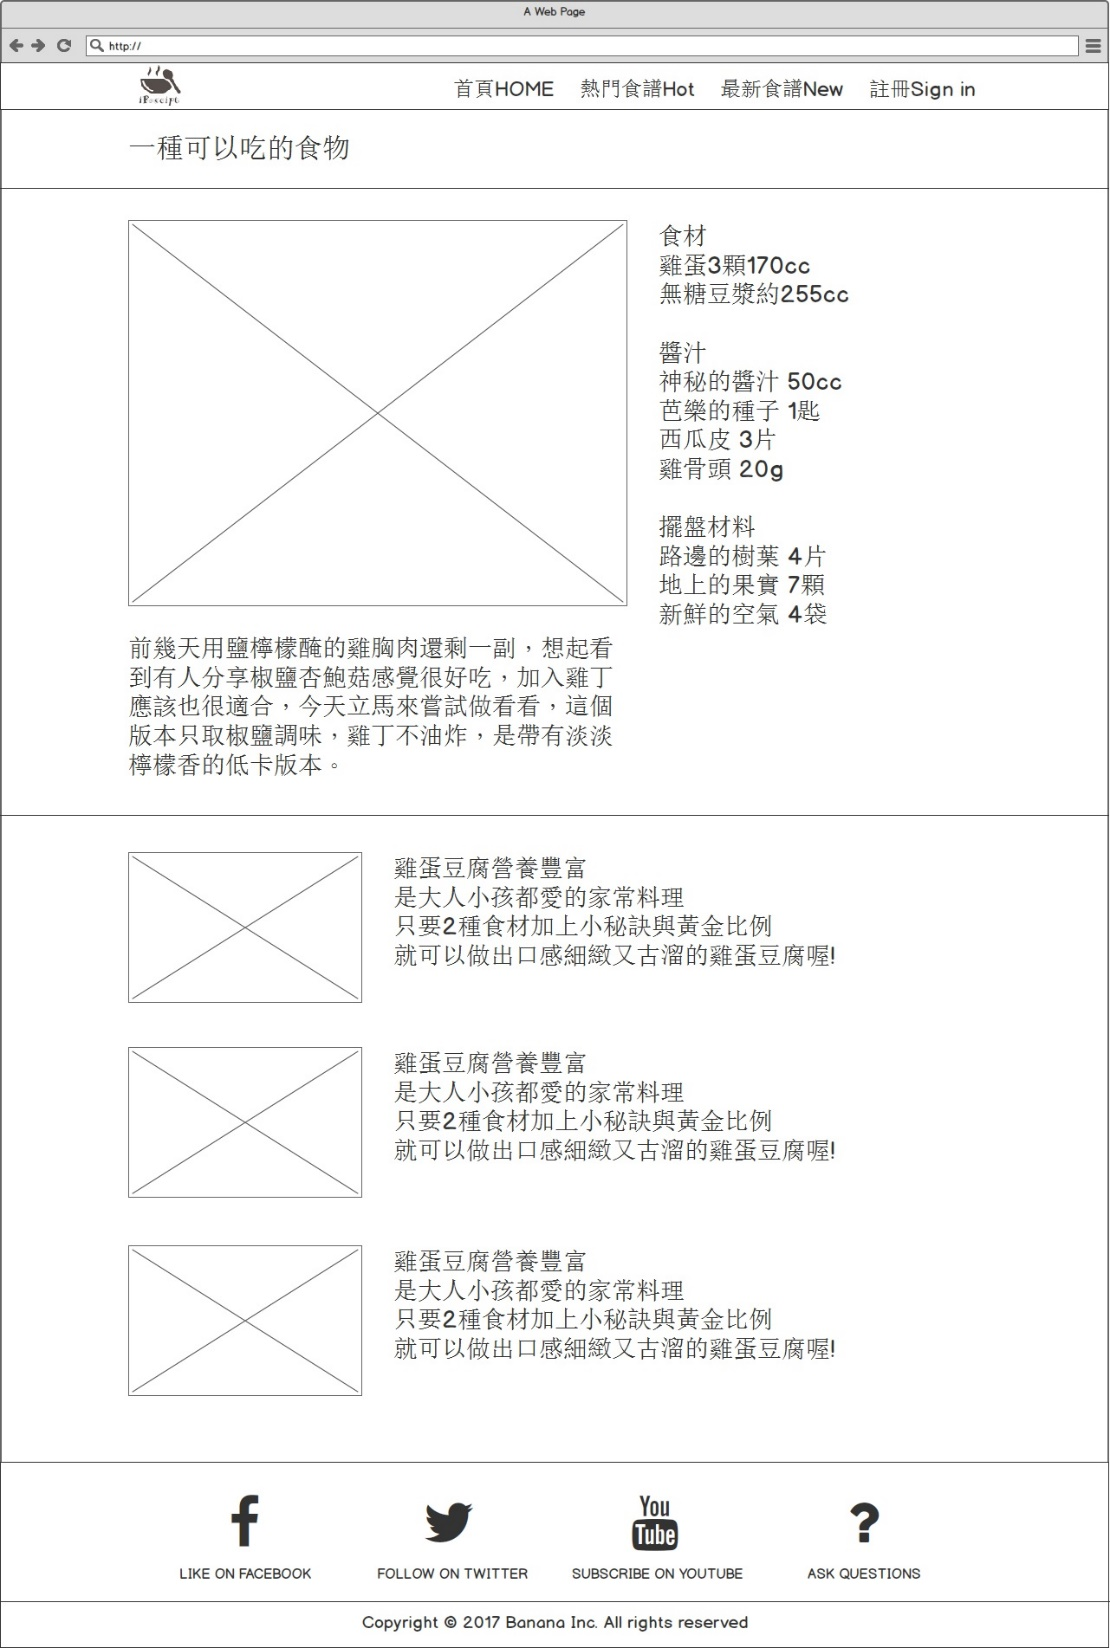 A Web Page
http://
首頁HOME 熱門食譜Hot 最新食譜New 註冊Sign in
一種可以吃的食物
食材
雞蛋3顆170cc
無糖豆漿約255cc
醬汁
神秘的醬汁 50cc
芭樂的種子 1匙
西瓜皮 3片
雞骨頭 20g
擺盤材料
路邊的樹葉 4片
地上的果實 7顆
新鮮的空氣 4袋
前幾天用鹽檸檬醃的雞胸肉還剩一副，想起看
到有人分享椒鹽杏鮑菇感覺很好吃，加入雞丁
應該也很適合，今天立馬來嘗試做看看，這個
版本只取椒鹽調味，雞丁不油炸，是帶有淡淡
檸檬香的低卡版本。
雞蛋豆腐營養豐富
是大人小孩都愛的家常料理
只要2種食材加上小秘訣與黃金比例
就可以做出口感細緻又古溜的雞蛋豆腐喔!
雞蛋豆腐營養豐富
是大人小孩都愛的家常料理
只要2種食材加上小秘訣與黃金比例
就可以做出口感細緻又古溜的雞蛋豆腐喔!
雞蛋豆腐營養豐富
是大人小孩都愛的家常料理
只要2種食材加上小秘訣與黃金比例
就可以做出口感細緻又古溜的雞蛋豆腐喔!
You
Tube
LIKE ON FACEBOOK FOLLOW ON TWITTER SUBSCRIBE ON YOUTUBE ASK QUESTIONS
Copyright © 2017 Banana Inc. All rights reserved